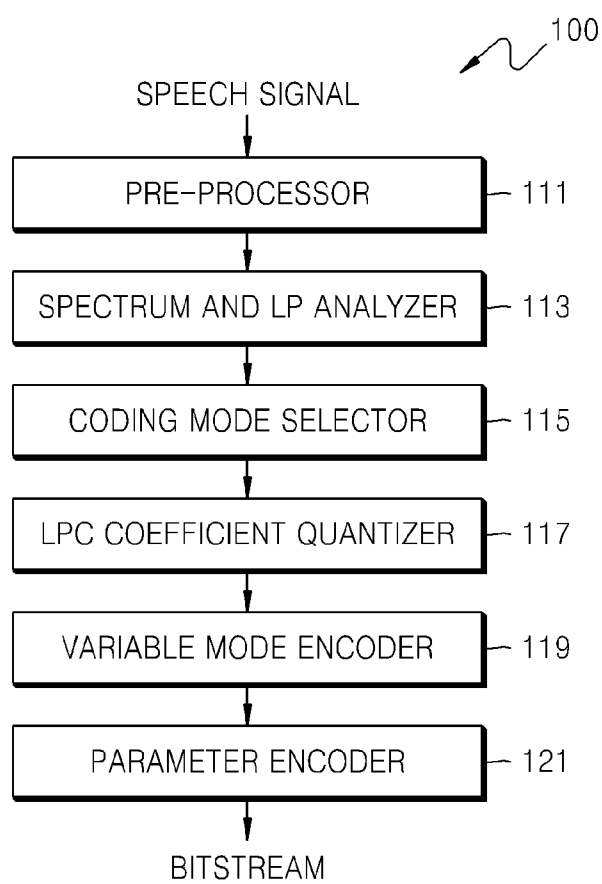 100
SPEECH SIGNAL
PRE-PROCESSOR 111
SPECTRUM AND LP ANALYZER 113
CODING MODE SELECTOR 115
LPC COEFFICIENT QUANTIZER 117
VARIABLE MODE ENCODER 119
PARAMETER ENCODER 121
BITSTREAM